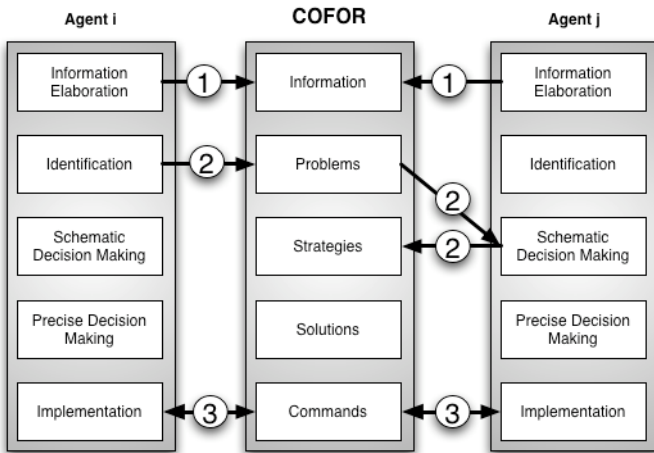 Agent i
COFOR
Agent j
Information
Elaboration
1
Information
1
Information
Elaboration
Identification
2
Problems
Identification
2
Schematic
Decision Making
Strategies
2
Schematic
Decision Making
Precise Decision
Making
Solutions
Precise Decision
Making
Implementation
3
Commands
3
Implementation